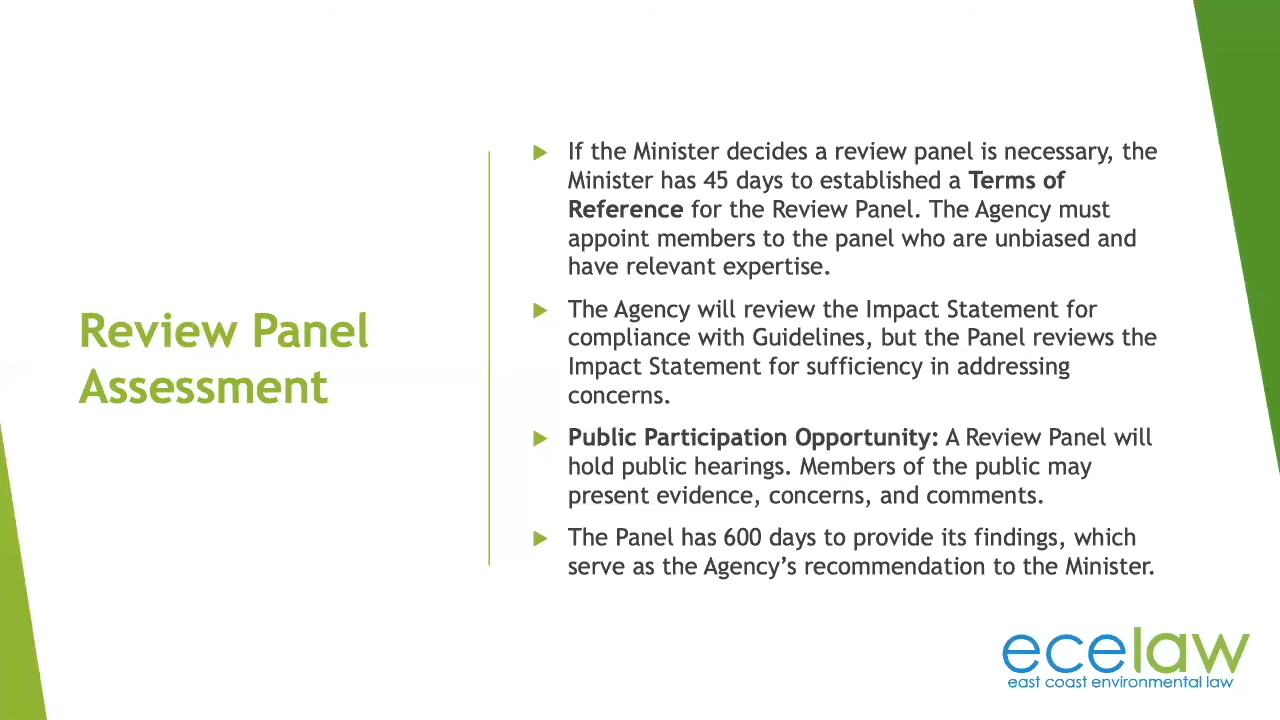 Review Panel
Assessment
If the Minister decides a review panel is necessary, the
Minister has 45 days to established a Terms of
Reference for the Review Panel. The Agency must
appoint members to the panel who are unbiased and
have relevant expertise.
The Agency will review the Impact Statement for
compliance with Guidelines, but the Panel reviews the
Impact Statement for sufficiency in addressing
concerns.
Public Participation Opportunity: A Review Panel will
hold public hearings. Members of the public may
present evidence, concerns, and comments.
The Panel has 600 days to provide its findings, which
serve as the Agency’s recommendation to the Minister.
ecelaw
east coast environmental law